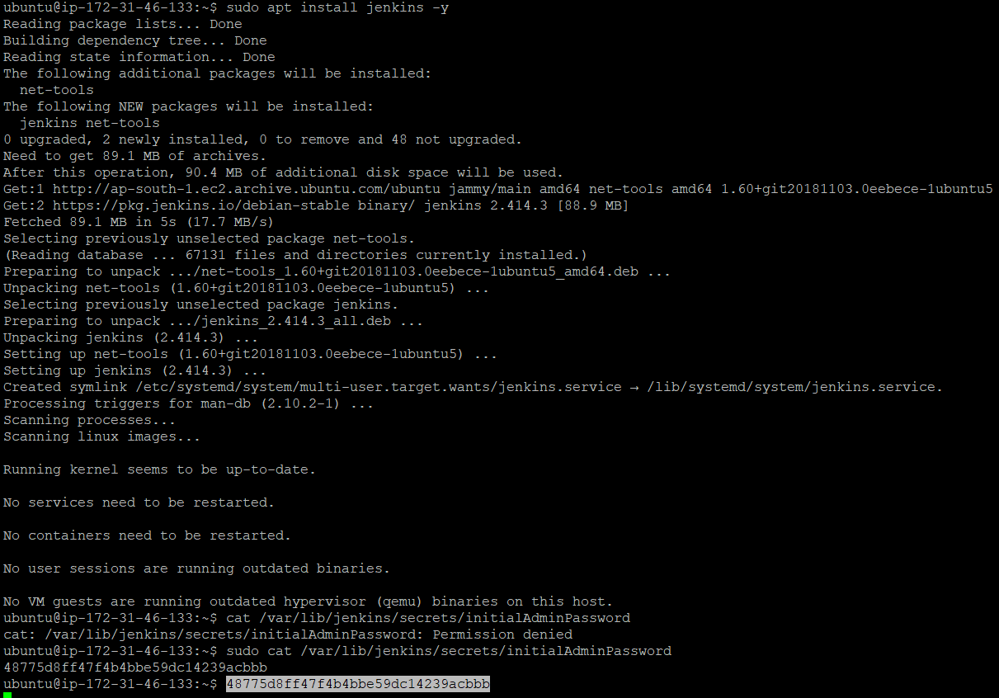 ubuntu@ip-172-31-46-133:~$ sudo apt install jenkins -y
Reading package lists... Done
Building dependency tree... Done
Reading state information... Done
The following additional packages will be installed:
  net-tools
The following NEW packages will be installed:
  jenkins net-tools
0 upgraded, 2 newly installed, 0 to remove and 48 not upgraded.
Need to get 89.1 MB of archives.
After this operation, 90.4 MB of additional disk space will be used.
Get:1 http://ap-south-1.ec2.archive.ubuntu.com/ubuntu jammy/main amd64 net-tools amd64 1.60+git20181103.0eebece-1ubuntu5
Get:2 https://pkg.jenkins.io/debian-stable binary/ jenkins 2.414.3 [88.9 MB]
Fetched 89.1 MB in 5s (17.7 MB/s)
Selecting previously unselected package net-tools.
(Reading database ... 67131 files and directories currently installed.)
Preparing to unpack .../net-tools_1.60+git20181103.0eebece-1ubuntu5_amd64.deb ...
Unpacking net-tools (1.60+git20181103.0eebece-1ubuntu5) ...
Selecting previously unselected package jenkins.
Preparing to unpack .../jenkins_2.414.3_all.deb ...
Unpacking jenkins (2.414.3) ...
Setting up net-tools (1.60+git20181103.0eebece-1ubuntu5) ...
Setting up jenkins (2.414.3) ...
Created symlink /etc/systemd/system/multi-user.target.wants/jenkins.service → /lib/systemd/system/jenkins.service.
Processing triggers for man-db (2.10.2-1) ...
Scanning processes...
Scanning linux images...
Running kernel seems to be up-to-date.
No services need to be restarted.
No containers need to be restarted.
No user sessions are running outdated binaries.
No VM guests are running outdated hypervisor (qemu) binaries on this host.
ubuntu@ip-172-31-46-133:~$ cat /var/lib/jenkins/secrets/initialAdminPassword
cat: /var/lib/jenkins/secrets/initialAdminPassword: Permission denied
ubuntu@ip-172-31-46-133:~$ sudo cat /var/lib/jenkins/secrets/initialAdminPassword
48775d8ff47f4b4bbe59dc14239acbbb
ubuntu@ip-172-31-46-133:~$ 48775d8ff47f4b4bbe59dc14239acbbb